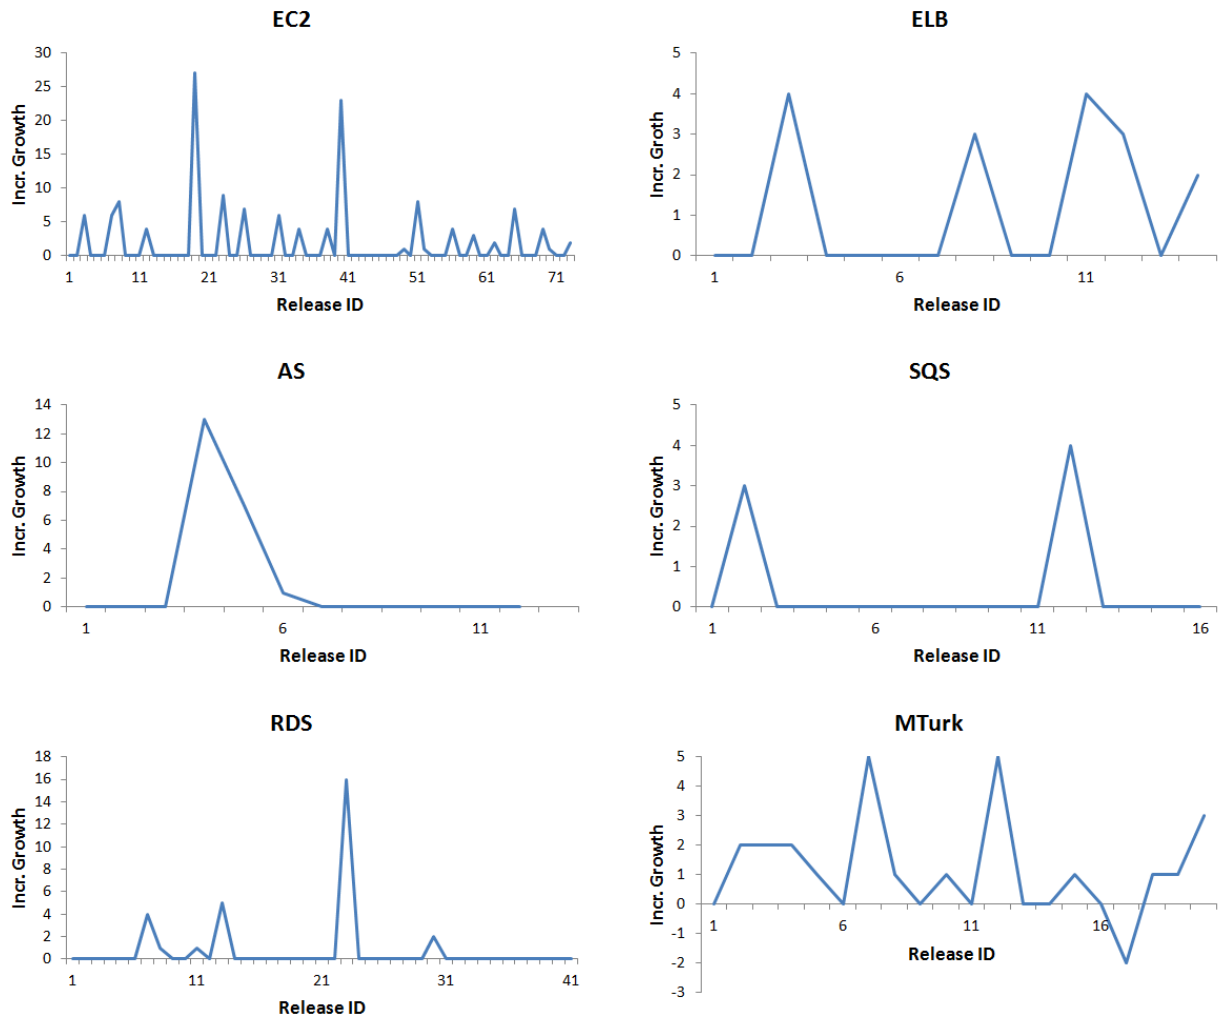 EC2
30
25
20
15
10
5
0
Incr. Growth
1 11 21 31 41 51 61 71
Release ID
ELB
5
4
3
2
1
0
Incr. Groth
1 6 11
Release ID
AS
14
12
10
8
6
4
2
0
Incr. Growth
1 6 11
Release ID
SQS
5
4
3
2
1
0
Incr. Growth
1 6 11 16
Release ID
RDS
18
16
14
12
10
8
6
4
2
0
Incr. Growth
1 11 21 31 41
Release ID
MTurk
5
4
3
2
1
0
-1
-2
-3
Incr. Growth
1 6 11 16
Release ID